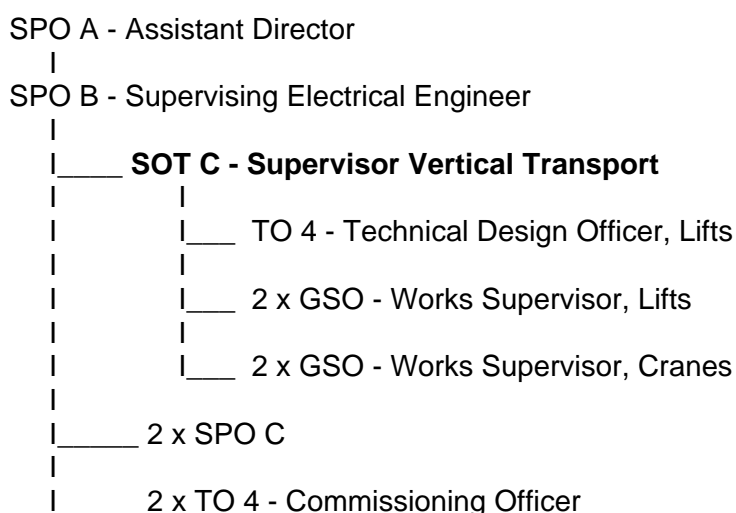 SPO A - Assistant Director
SPO B - Supervising Electrical Engineer
SOT C - Supervisor Vertical Transport
TO 4 - Technical Design Officer, Lifts
2 x GSO - Works Supervisor, Lifts
2 x GSO - Works Supervisor, Cranes
2 x SPO C
2 x TO 4 - Commissioning Officer